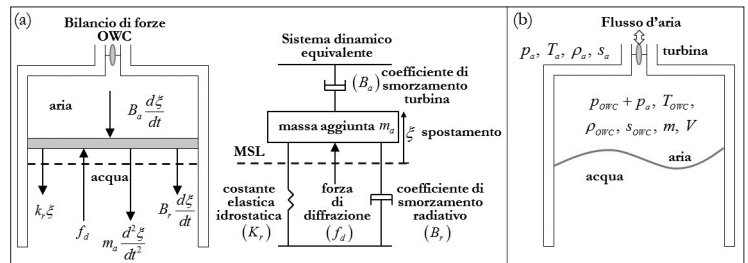 (a)
Bilancio di forze
OWC
aria
B_a dξ/dt
acqua
k_r ξ
f_d
m_a d²ξ/dt²
B_r dξ/dt
Sistema dinamico
equivalente
(B_a)
coefficiente di
smorzamento
turbina
massa aggiunta m_a
ξ spostamento
MSL
costante
elastica
idrostatica
(K_r)
forza
di
diffrazione
(f_d)
coefficiente di
smorzamento
radiativo
(B_r)
(b)
Flusso d'aria
p_a, T_a, ρ_a, s_a
turbina
p_OWC + p_a, T_OWC,
ρ_OWC, s_OWC, m, V
aria
acqua